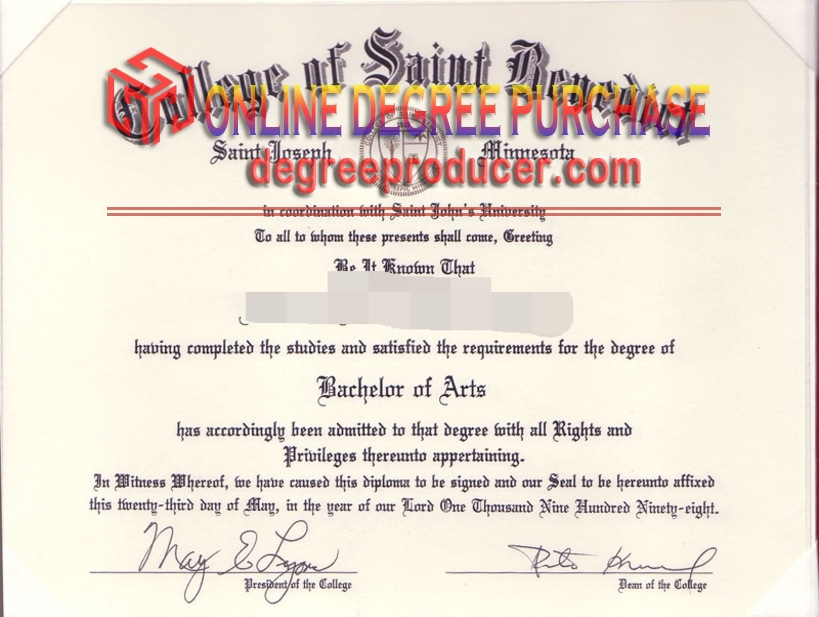 College of Saint Benedict
ONLINE DEGREE PURCHASE
Saint Joseph Minnesota
degreeproducer.com
in coordination with Saint John's University
To all to whom these presents shall come, Greeting
Be It Known That
having completed the studies and satisfied the requirements for the degree of
Bachelor of Arts
has accordingly been admitted to that degree with all Rights and
Privileges thereunto appertaining.
In Witness Whereof, we have caused this diploma to be signed and our Seal to be hereunto affixed
this twenty-third day of May, in the year of our Lord One Thousand Nine Hundred Ninety-eight.
President of the College Dean of the College